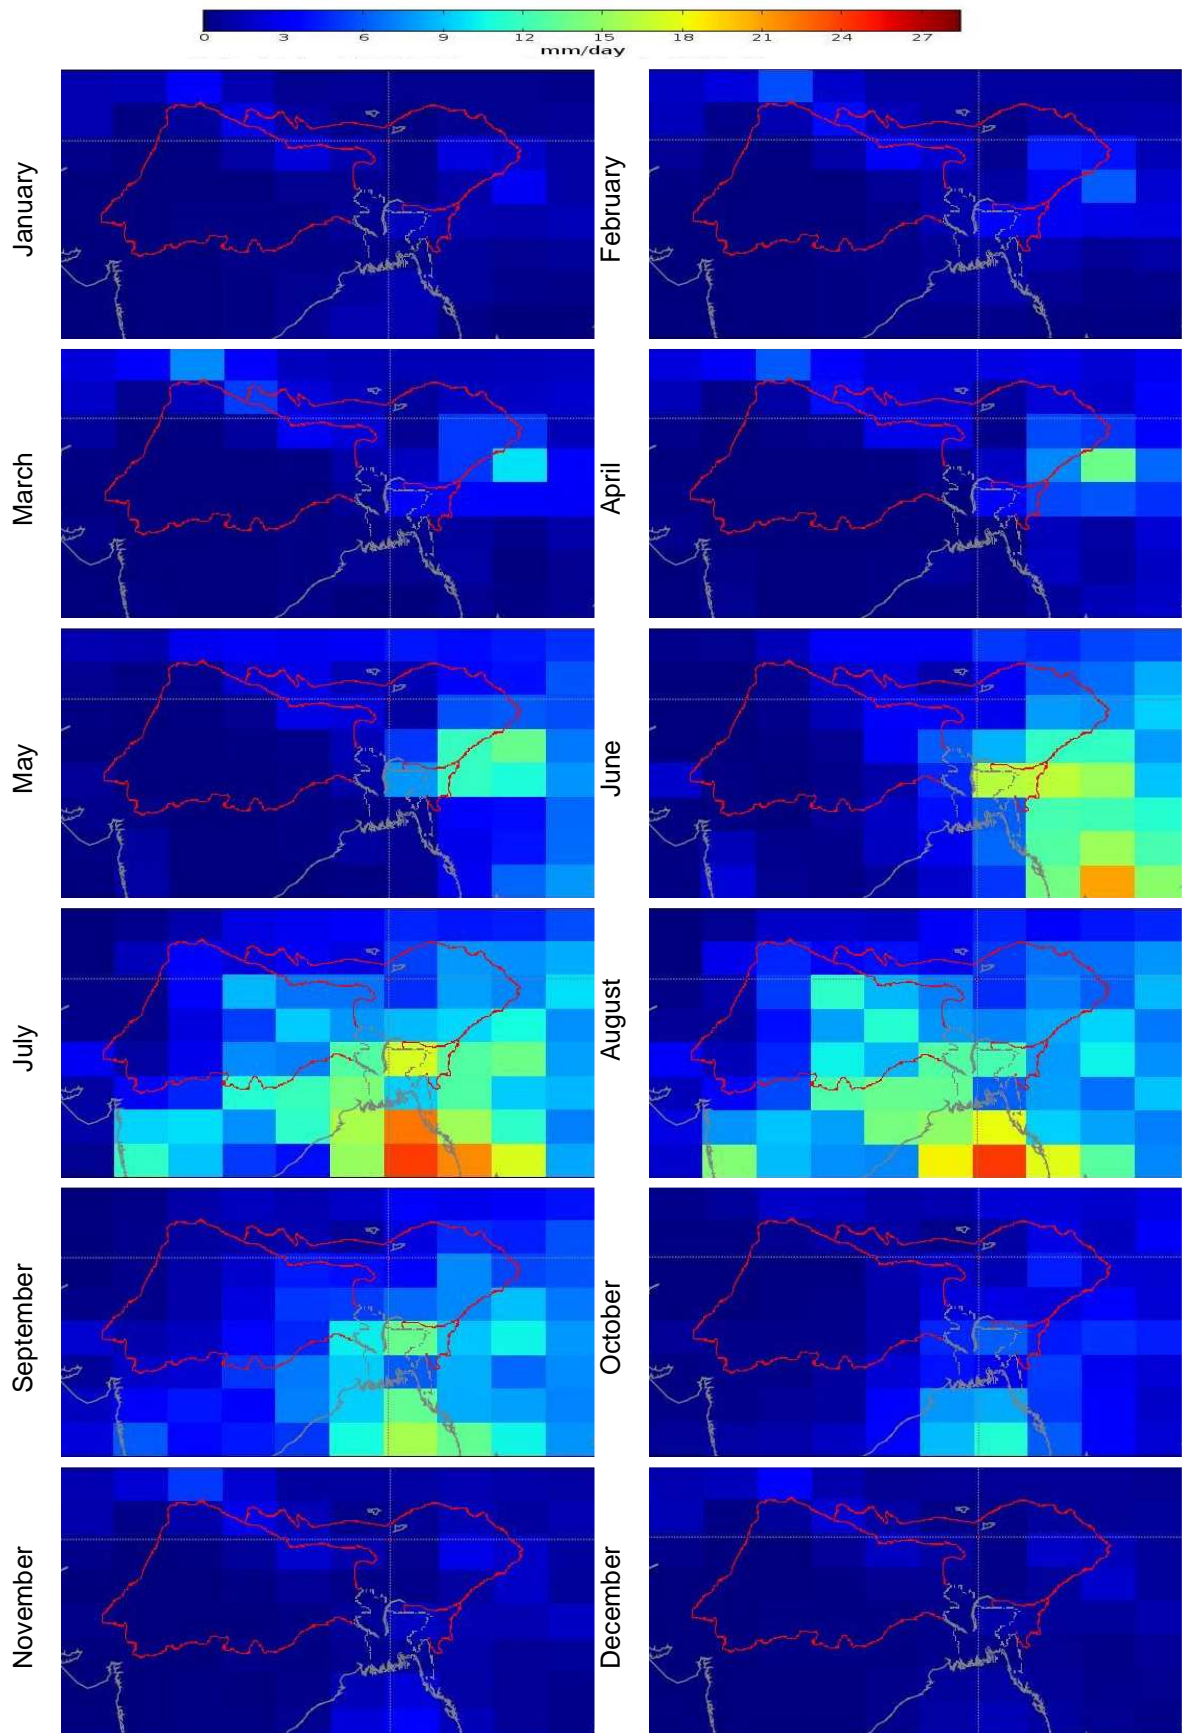 0 3 6 9 12 15 18 21 24 27
mm/day
January
February
March
April
May
June
July
August
September
October
November
December